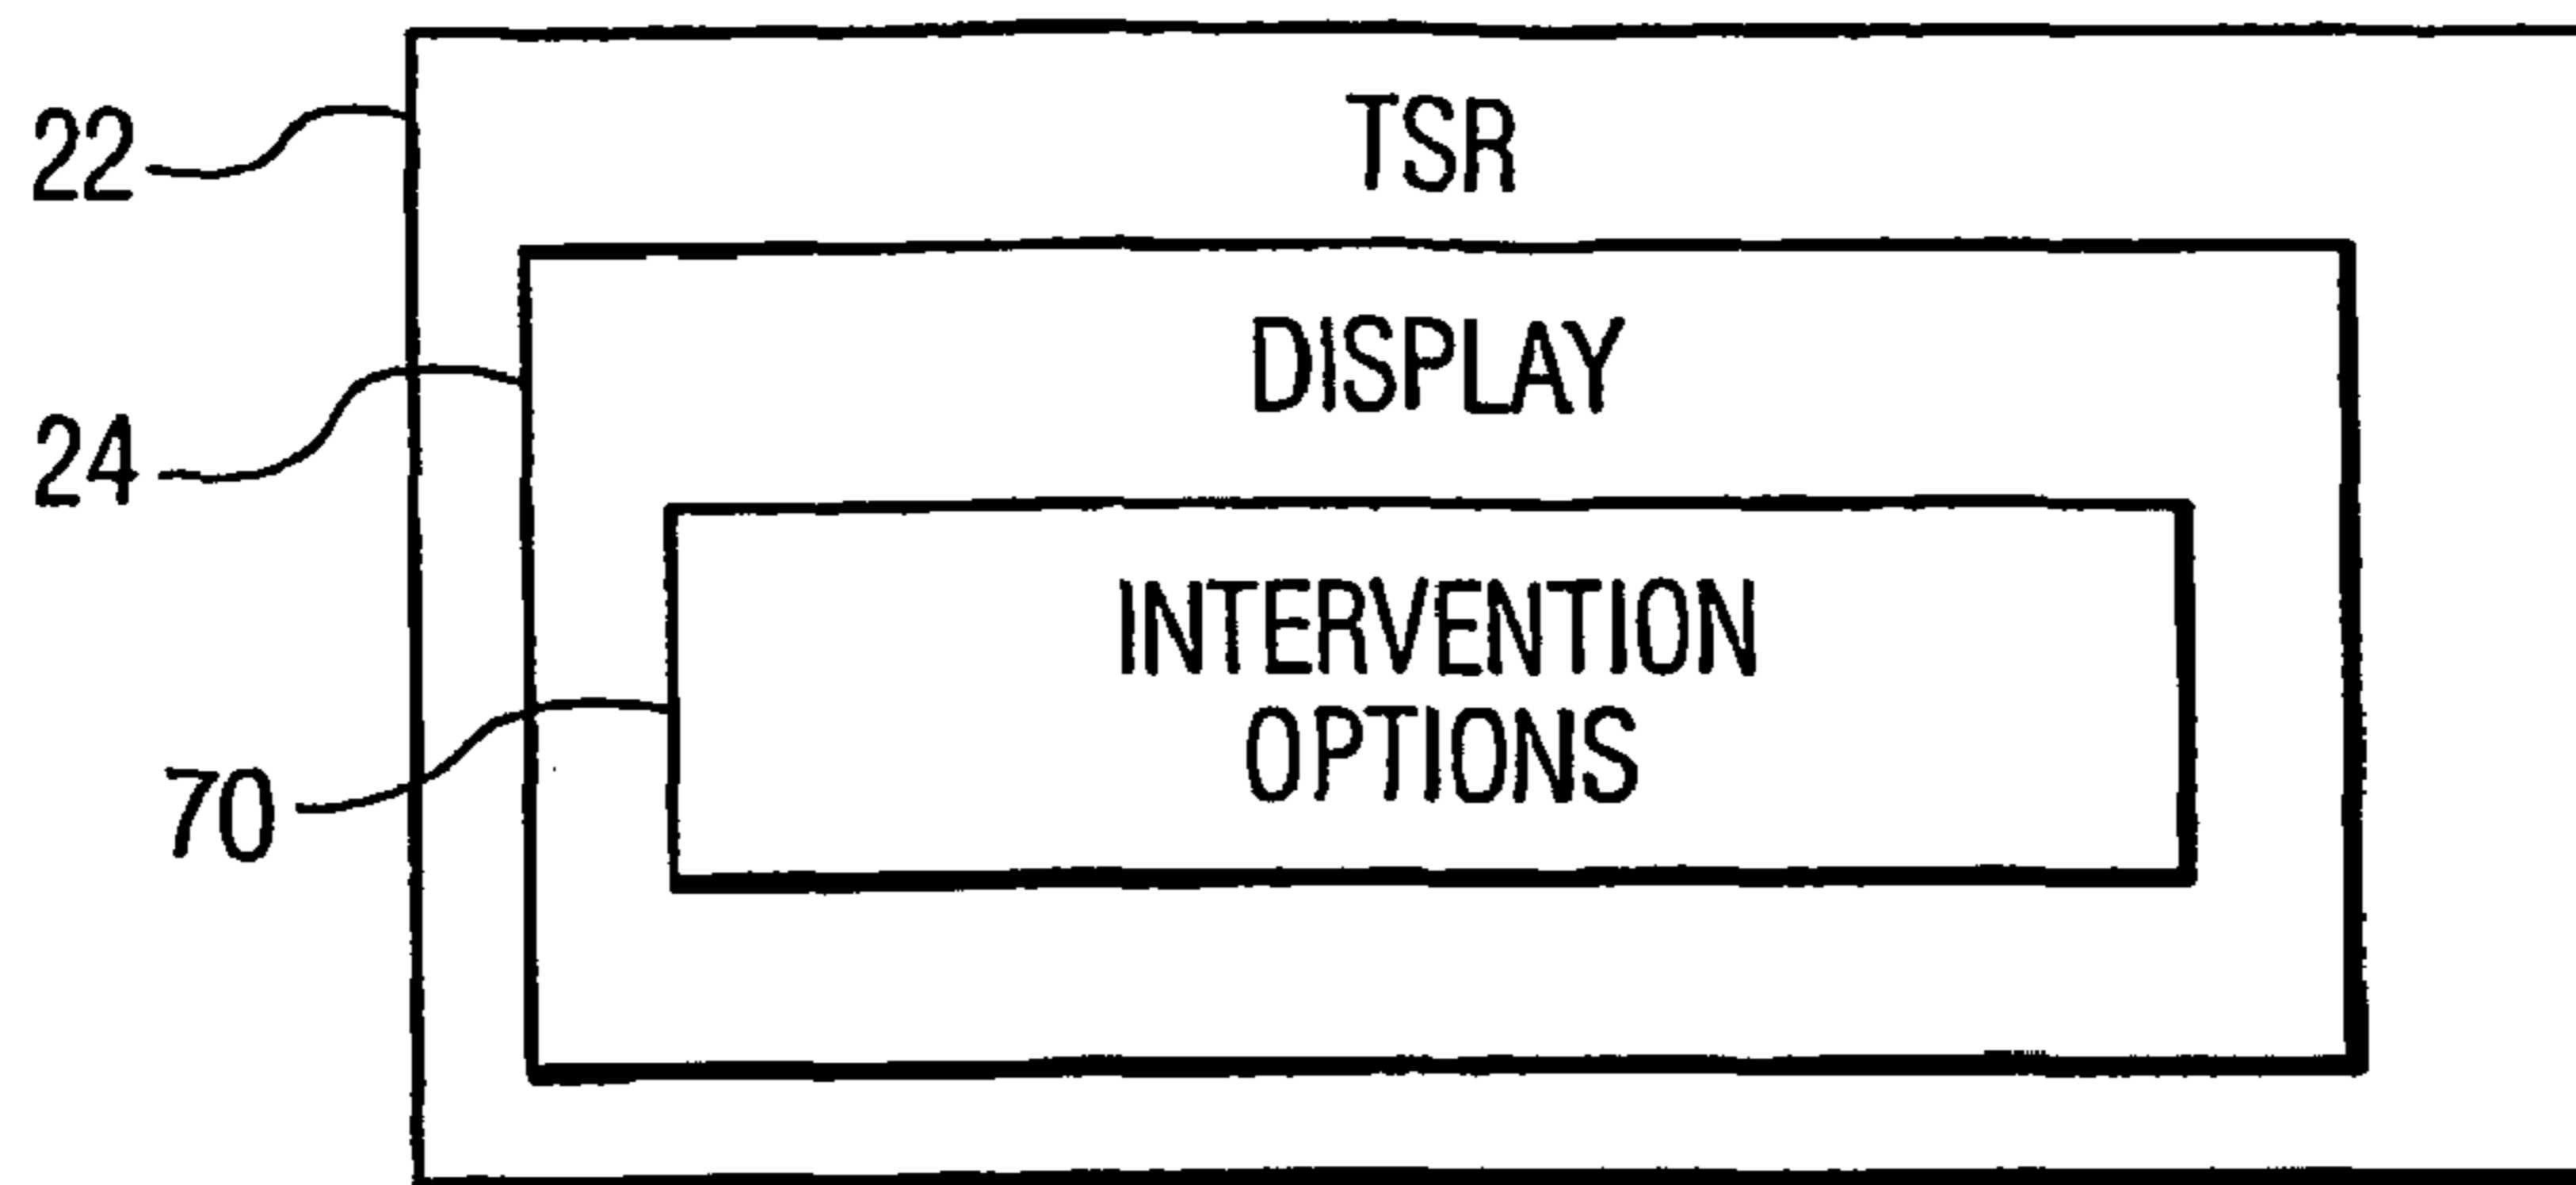 22
TSR
24
DISPLAY
70
INTERVENTION
OPTIONS